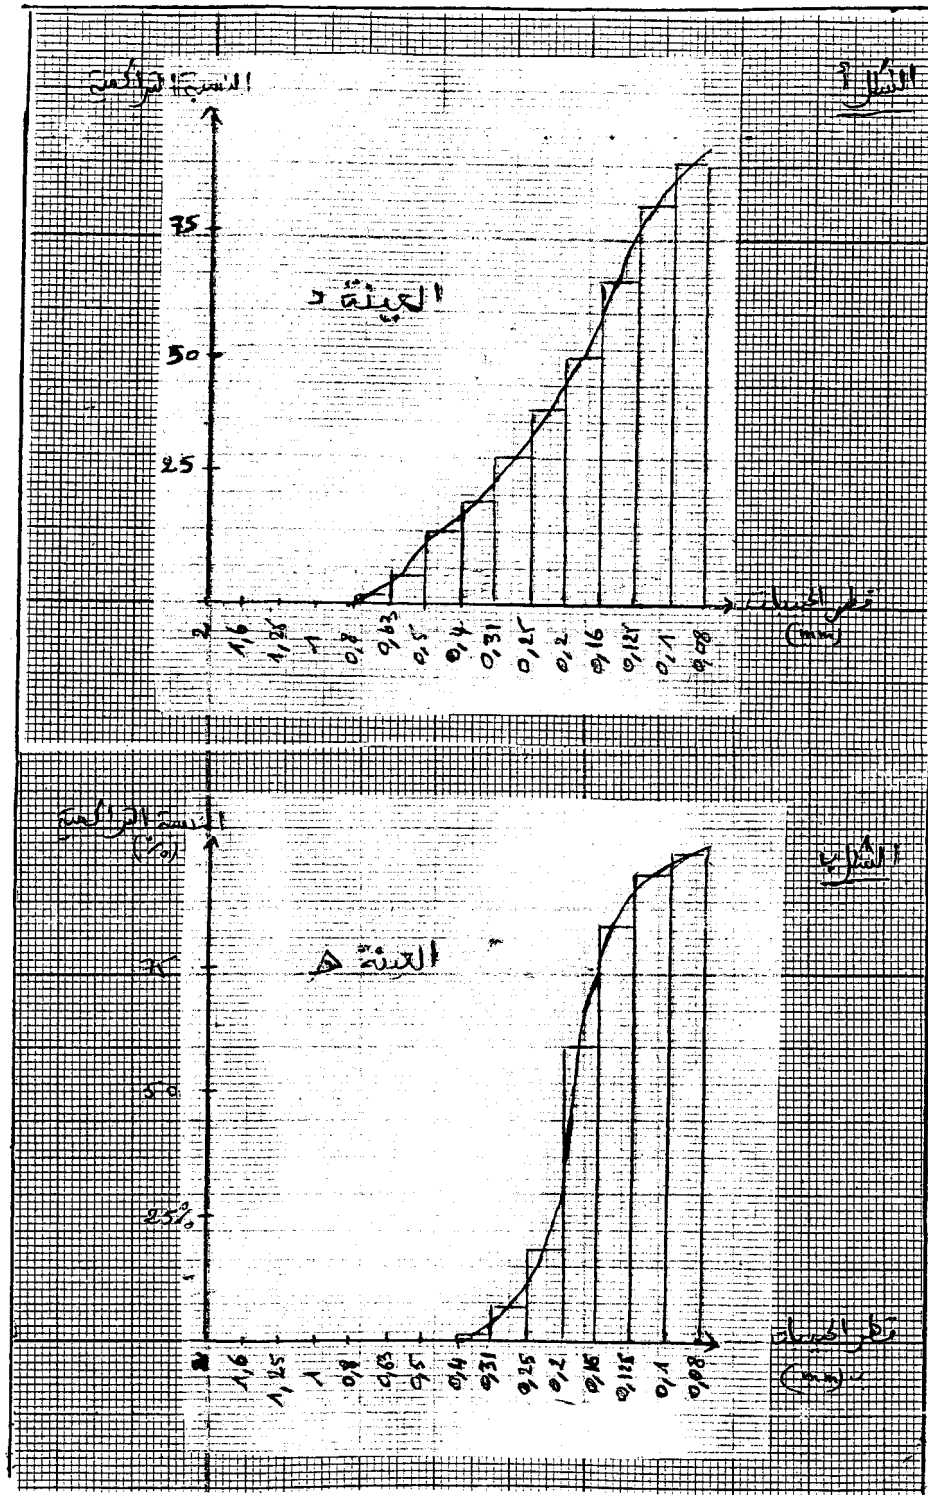 الشكل أ
النسبة التراكمية
75
العينة د
50
25
قطر الحبيبات
(mm)
2 1,6 1,25 1 0,8 0,63 0,5 0,4 0,31 0,25 0,2 0,16 0,125 0,1 0,08
الشكل ب
النسبة التراكمية
(%)
العينة ه
75
50
25%
قطر الحبيبات
(mm)
2 1,6 1,25 1 0,8 0,63 0,5 0,4 0,31 0,25 0,2 0,16 0,125 0,1 0,08